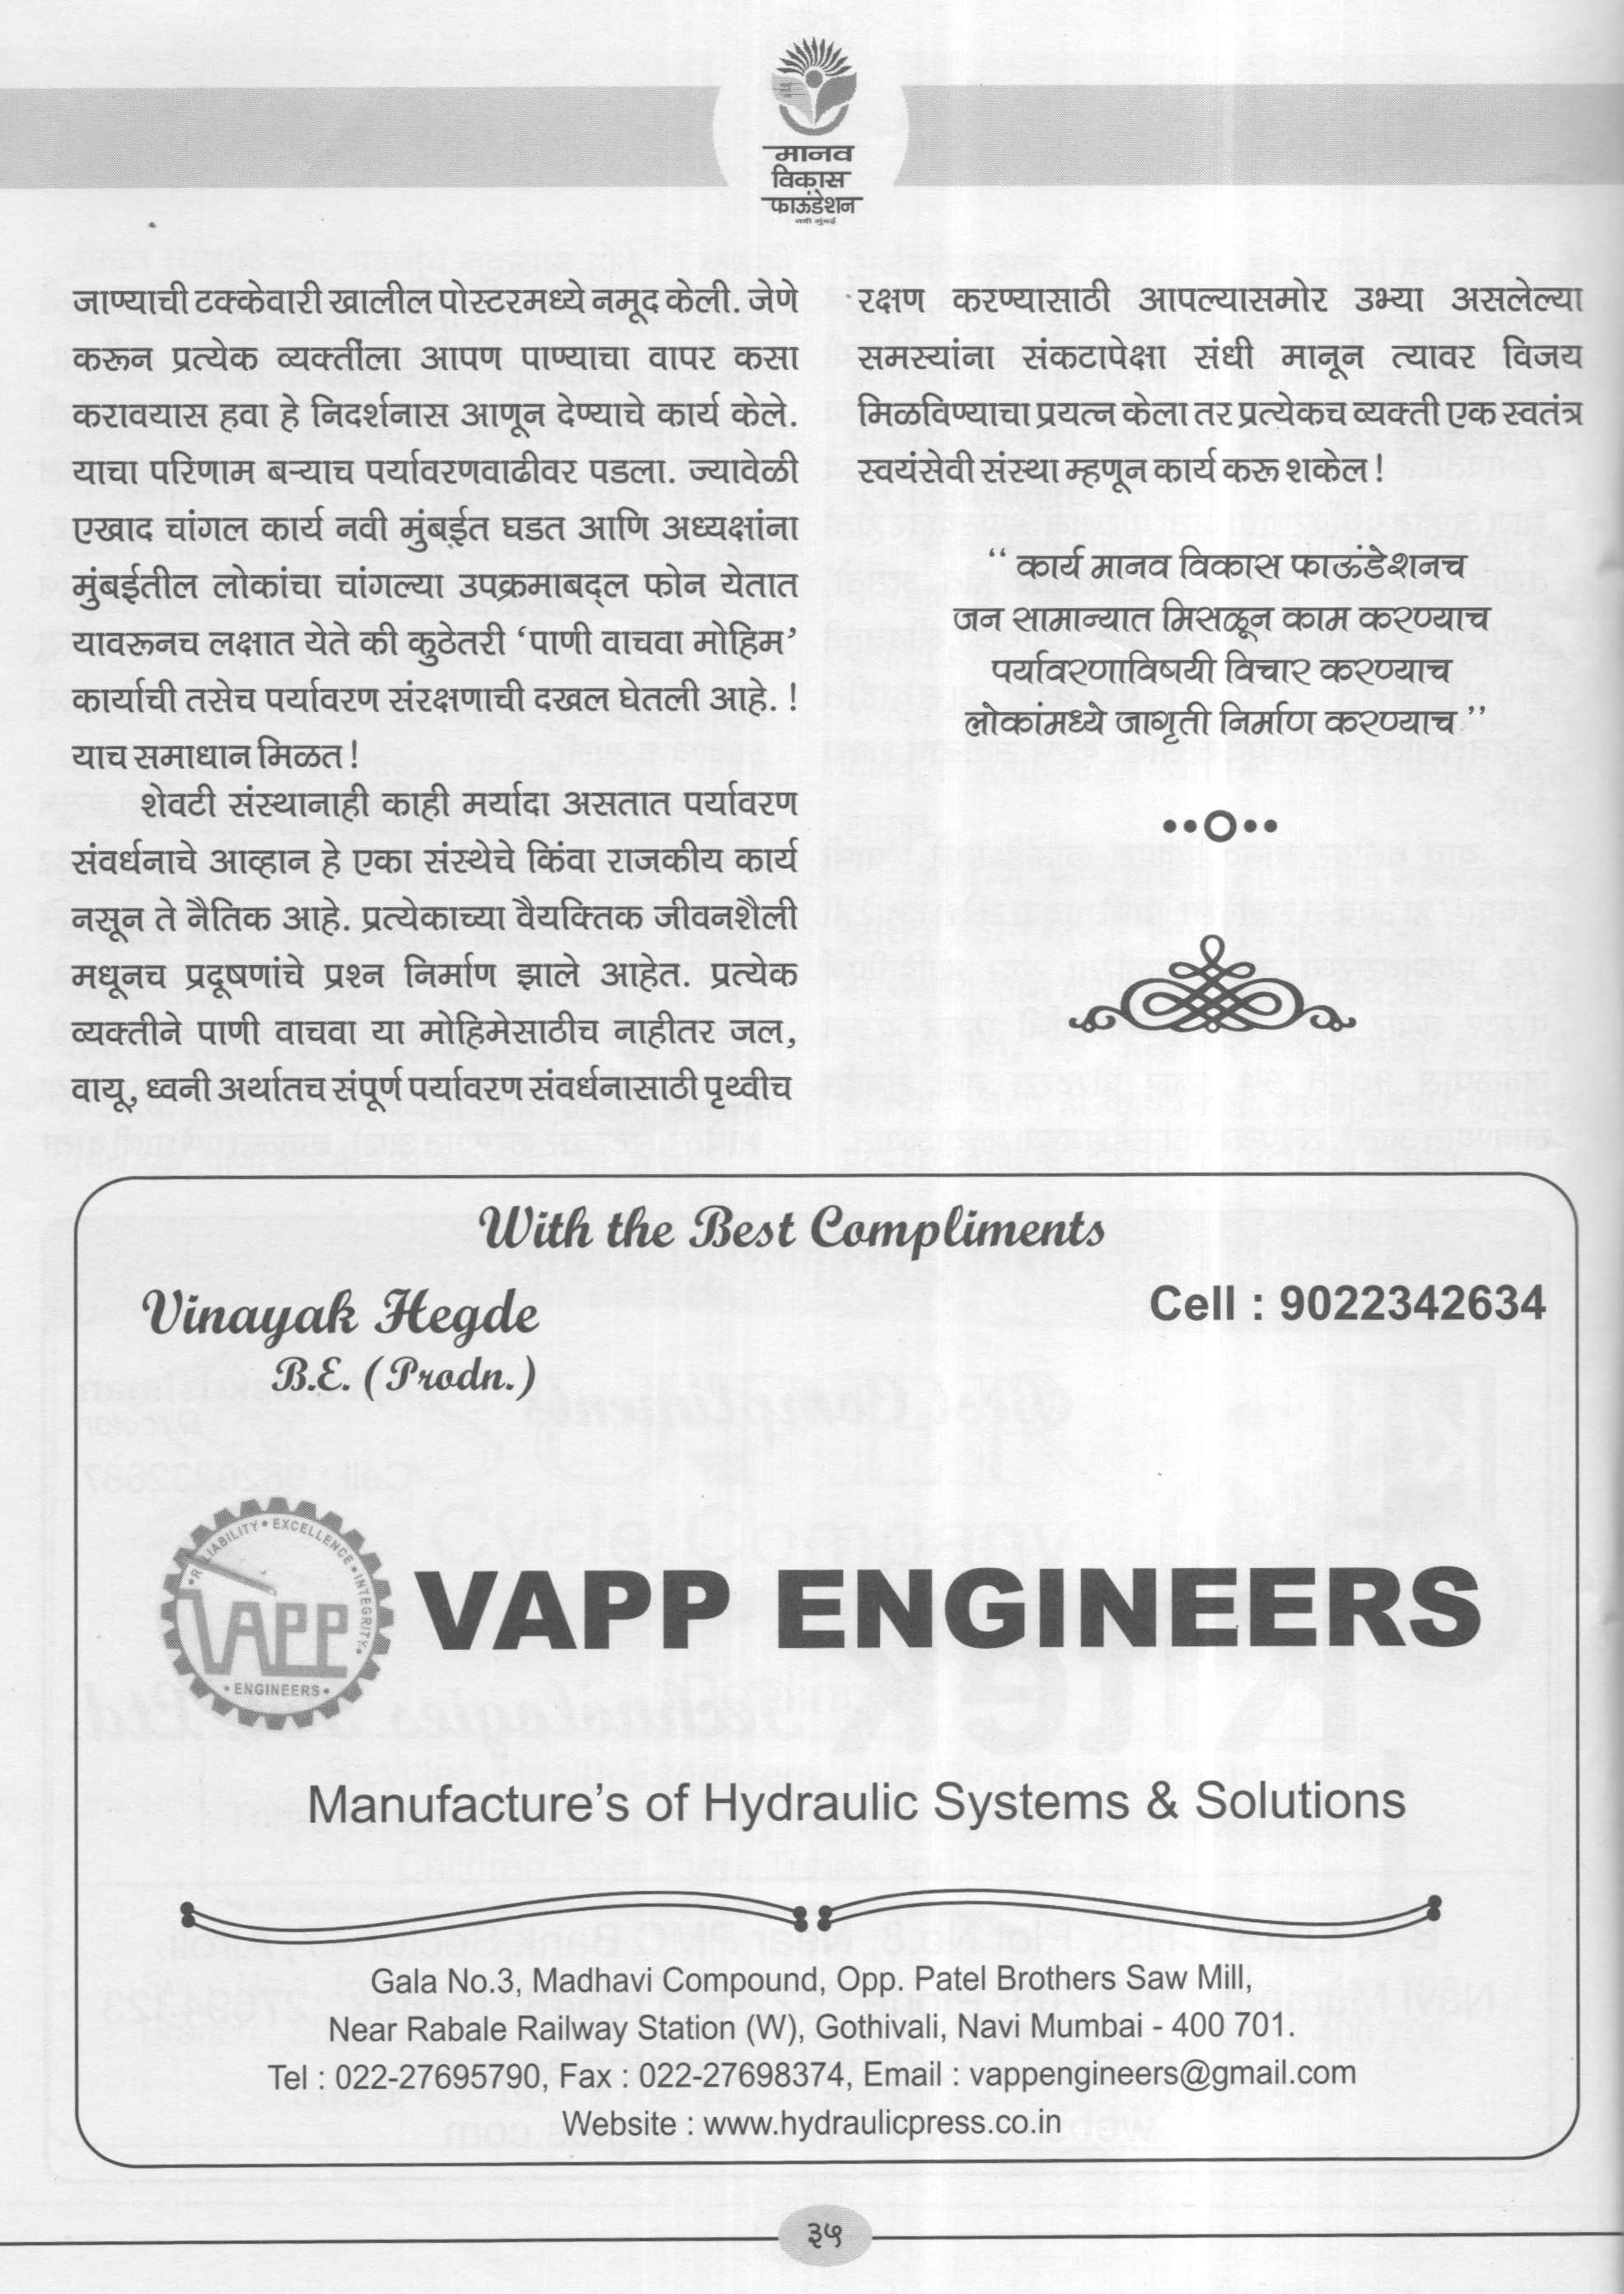 मानव
विकास
फाऊंडेशन
नवी मुंबई
जाण्याची टक्केवारी खालील पोस्टरमध्ये नमूद केली. जेणे
करून प्रत्येक व्यक्तींला आपण पाण्याचा वापर कसा
करावयास हवा हे निदर्शनास आणून देण्याचे कार्य केले.
याचा परिणाम बऱ्याच पर्यावरणवाढीवर पडला. ज्यावेळी
एखाद चांगल कार्य नवी मुंबईत घडत आणि अध्यक्षांना
मुंबईतील लोकांचा चांगल्या उपक्रमाबद्ल फोन येतात
यावरूनच लक्षात येते की कुठेतरी ‘पाणी वाचवा मोहिम’
कार्याची तसेच पर्यावरण संरक्षणाची दखल घेतली आहे. !
याच समाधान मिळत !
शेवटी संस्थानाही काही मर्यादा असतात पर्यावरण
संवर्धनाचे आव्हान हे एका संस्थेचे किंवा राजकीय कार्य
नसून ते नैतिक आहे. प्रत्येकाच्या वैयक्तिक जीवनशैली
मधूनच प्रदूषणांचे प्रश्न निर्माण झाले आहेत. प्रत्येक
व्यक्तीने पाणी वाचवा या मोहिमेसाठीच नाहीतर जल,
वायू, ध्वनी अर्थातच संपूर्ण पर्यावरण संवर्धनासाठी पृथ्वीच
रक्षण करण्यासाठी आपल्यासमोर उभ्या असलेल्या
समस्यांना संकटापेक्षा संधी मानून त्यावर विजय
मिळविण्याचा प्रयत्न केला तर प्रत्येकच व्यक्ती एक स्वतंत्र
स्वयंसेवी संस्था म्हणून कार्य करू शकेल !
“ कार्य मानव विकास फाऊंडेशनच
जन सामान्यात मिसळून काम करण्याच
पर्यावरणाविषयी विचार करण्याच
लोकांमध्ये जागृती निर्माण करण्याच ”
With the Best Compliments
Vinayak Hegde
B.E. (Prodn.)
Cell : 9022342634
• RELIABILITY • EXCELLENCE • INTEGRITY •
VAPP
• ENGINEERS •
VAPP ENGINEERS
Manufacture’s of Hydraulic Systems & Solutions
Gala No.3, Madhavi Compound, Opp. Patel Brothers Saw Mill,
Near Rabale Railway Station (W), Gothivali, Navi Mumbai - 400 701.
Tel : 022-27695790, Fax : 022-27698374, Email : vappengineers@gmail.com
Website : www.hydraulicpress.co.in
३५